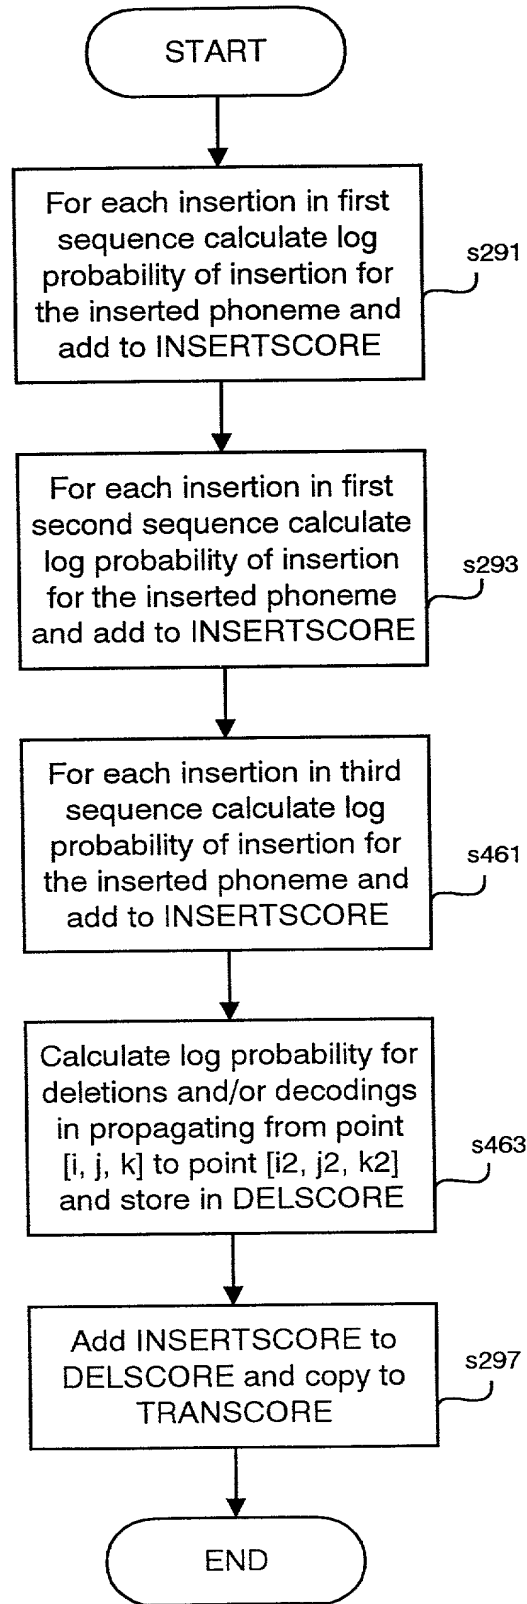 START
For each insertion in first
sequence calculate log
probability of insertion for
the inserted phoneme and
add to INSERTSCORE
s291
For each insertion in first
second sequence calculate
log probability of insertion
for the inserted phoneme
and add to INSERTSCORE
s293
For each insertion in third
sequence calculate log
probability of insertion for
the inserted phoneme and
add to INSERTSCORE
s461
Calculate log probability for
deletions and/or decodings
in propagating from point
[i, j, k] to point [i2, j2, k2]
and store in DELSCORE
s463
Add INSERTSCORE to
DELSCORE and copy to
TRANSCORE
s297
END